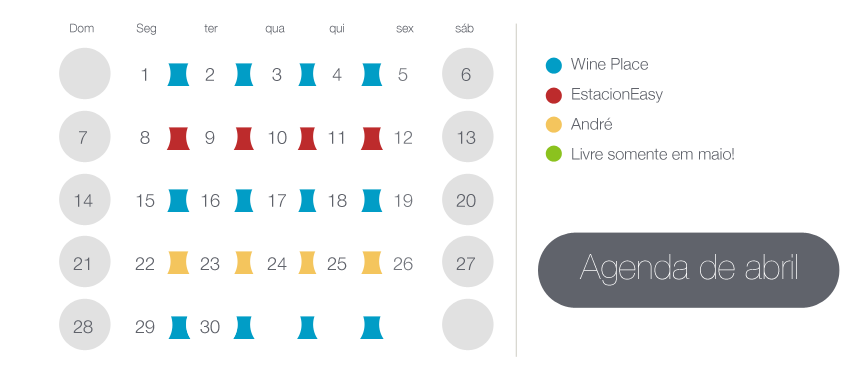 Dom Seg ter qua qui sex sáb
1 2 3 4 5 6
7 8 9 10 11 12 13
14 15 16 17 18 19 20
21 22 23 24 25 26 27
28 29 30
Wine Place
EstacionEasy
André
Livre somente em maio!
Agenda de abril